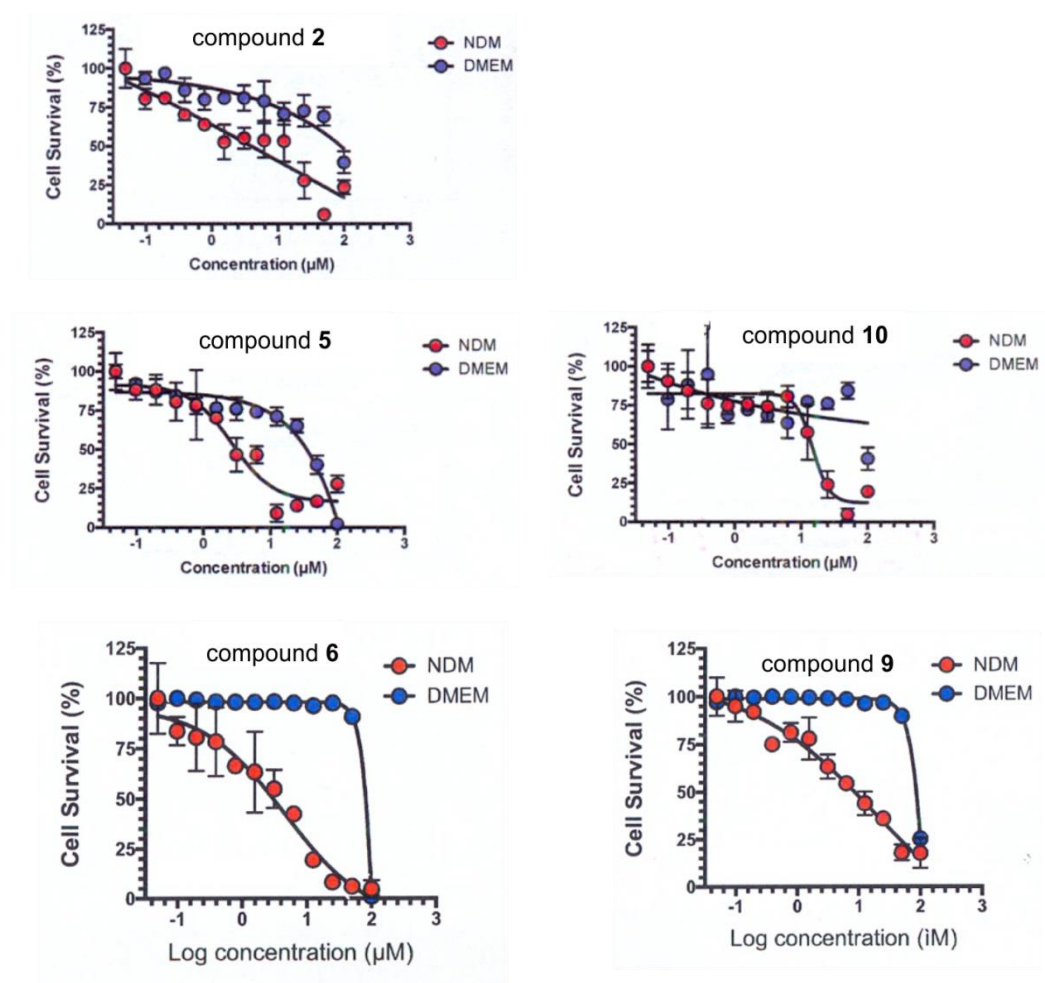 compound 2
NDM
DMEM
Cell Survival (%)
125
100
75
50
25
0
-1
0
1
2
3
Concentration (µM)
compound 5
NDM
DMEM
Cell Survival (%)
125
100
75
50
25
0
-1
0
1
2
3
Concentration (µM)
compound 10
NDM
DMEM
Cell Survival (%)
125
100
75
50
25
0
-1
0
1
2
3
Concentration (µM)
compound 6
NDM
DMEM
Cell Survival (%)
125
100
75
50
25
0
-1
0
1
2
3
Log concentration (µM)
compound 9
NDM
DMEM
Cell Survival (%)
125
100
75
50
25
0
-1
0
1
2
3
Log concentration (ìM)